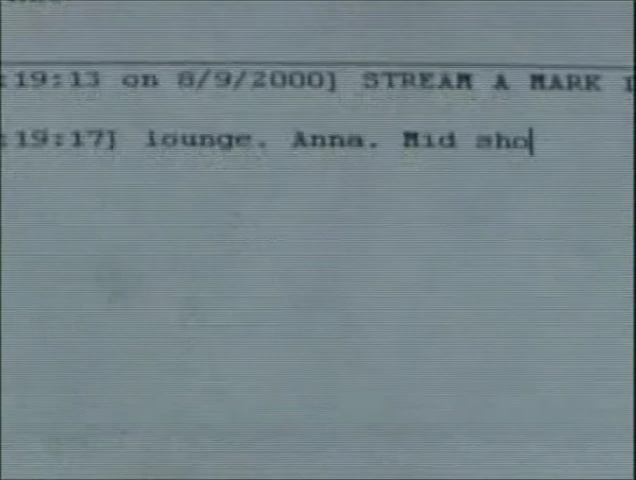 :19:13 on 8/9/2000] STREAM A MARK I
:19:17] lounge. Anna. Mid sho